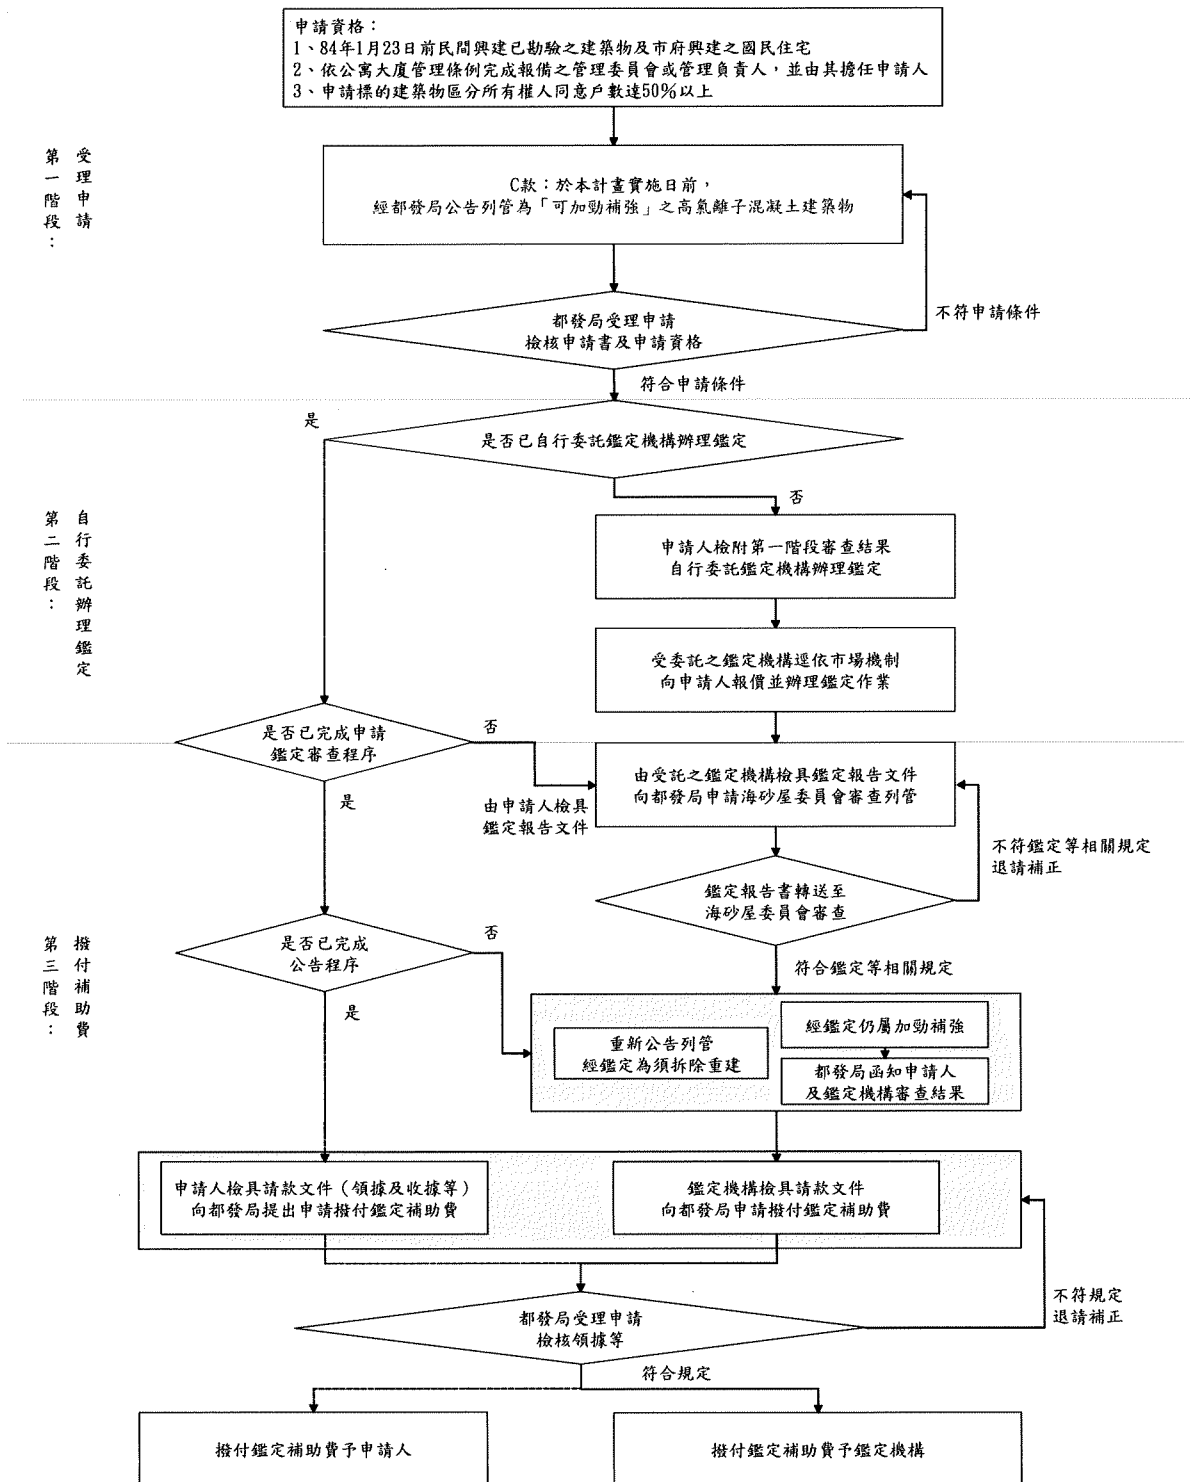 申請資格：
1、84年1月23日前民間興建已勘驗之建築物及市府興建之國民住宅
2、依公寓大廈管理條例完成報備之管理委員會或管理負責人，並由其擔任申請人
3、申請標的建築物區分所有權人同意戶數達50%以上
第一階段：
受理申請
C款：於本計畫實施日前，
經都發局公告列管為「可加勁補強」之高氯離子混凝土建築物
不符申請條件
都發局受理申請
檢核申請書及申請資格
符合申請條件
是
是否已自行委託鑑定機構辦理鑑定
否
第二階段：
自行委託辦理鑑定
申請人檢附第一階段審查結果
自行委託鑑定機構辦理鑑定
受委託之鑑定機構逕依市場機制
向申請人報價並辦理鑑定作業
是否已完成申請
鑑定審查程序
否
是
由申請人檢具
鑑定報告文件
由受託之鑑定機構檢具鑑定報告文件
向都發局申請海砂屋委員會審查列管
不符鑑定等相關規定
退請補正
鑑定報告書轉送至
海砂屋委員會審查
第三階段：
撥付補助費
是否已完成
公告程序
否
是
符合鑑定等相關規定
重新公告列管
經鑑定為須拆除重建
經鑑定仍屬加勁補強
都發局函知申請人
及鑑定機構審查結果
申請人檢具請款文件（領據及收據等）
向都發局提出申請撥付鑑定補助費
鑑定機構檢具請款文件
向都發局申請撥付鑑定補助費
不符規定
退請補正
都發局受理申請
檢核領據等
符合規定
撥付鑑定補助費予申請人
撥付鑑定補助費予鑑定機構